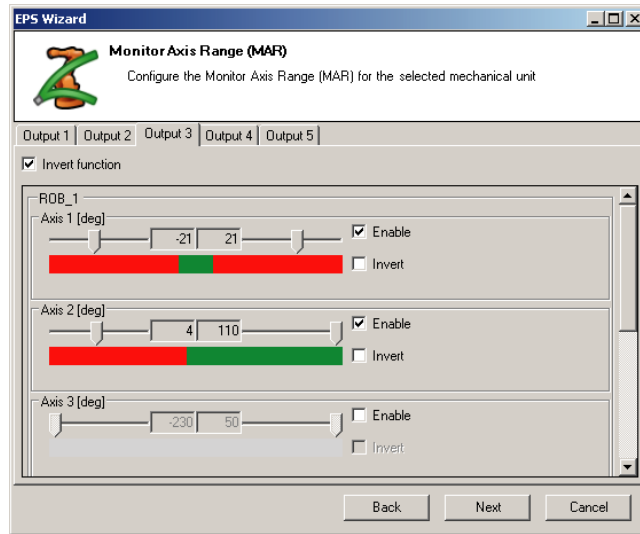 EPS Wizard
Monitor Axis Range (MAR)
Configure the Monitor Axis Range (MAR) for the selected mechanical unit
Output 1 Output 2 Output 3 Output 4 Output 5
Invert function
ROB_1
Axis 1 [deg]
-21 21 Enable
Invert
Axis 2 [deg]
4 110 Enable
Invert
Axis 3 [deg]
-230 50 Enable
Invert
Back Next Cancel